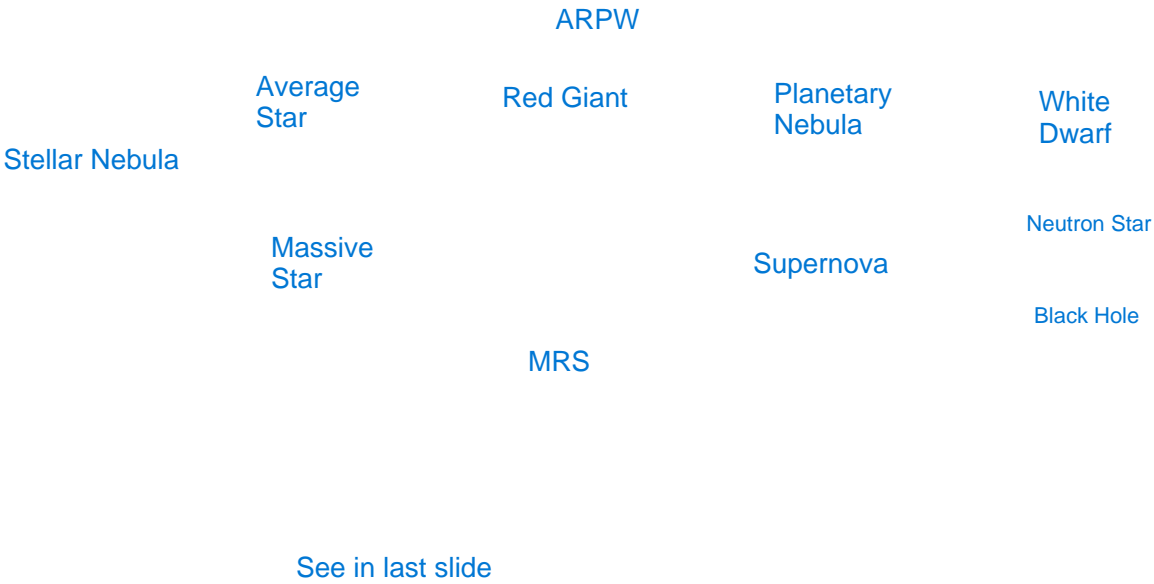 ARPW
Average
Star
Red Giant
Planetary
Nebula
White
Dwarf
Stellar Nebula
Neutron Star
Massive
Star
Supernova
Black Hole
MRS
See in last slide